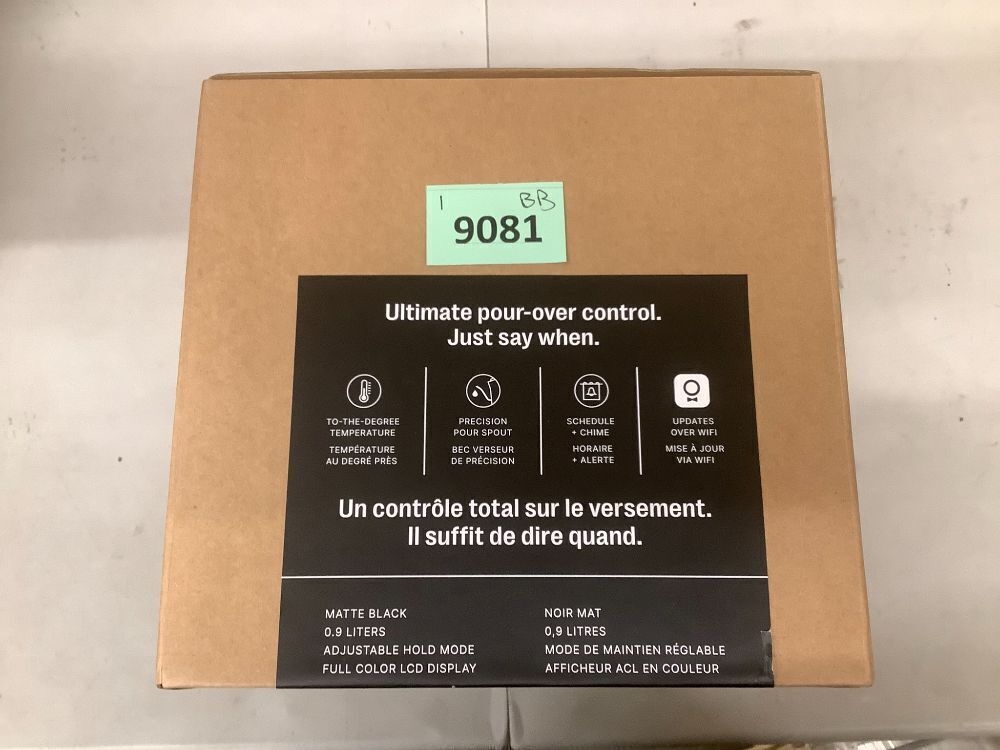 I BB
9081
Ultimate pour-over control.
Just say when.
TO-THE-DEGREE
TEMPERATURE
TEMPÉRATURE
AU DEGRÉ PRÈS
PRECISION
POUR SPOUT
BEC VERSEUR
DE PRÉCISION
SCHEDULE
+ CHIME
HORAIRE
+ ALERTE
UPDATES
OVER WIFI
MISE À JOUR
VIA WIFI
Un contrôle total sur le versement.
Il suffit de dire quand.
MATTE BLACK
0.9 LITERS
ADJUSTABLE HOLD MODE
FULL COLOR LCD DISPLAY
NOIR MAT
0,9 LITRES
MODE DE MAINTIEN RÉGLABLE
AFFICHEUR ACL EN COULEUR